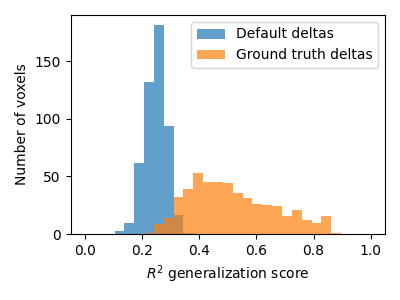 Default deltas
Ground truth deltas
Number of voxels
150
100
50
0
0.0 0.2 0.4 0.6 0.8 1.0
R² generalization score